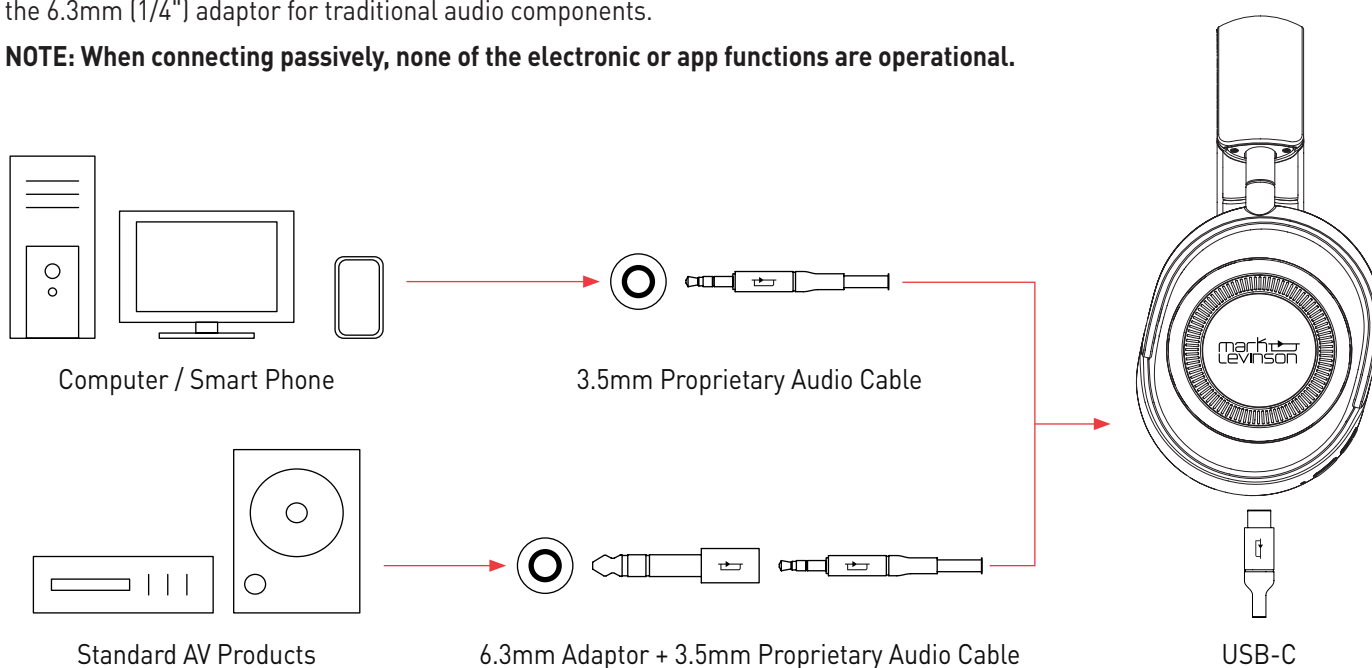 the 6.3mm (1/4") adaptor for traditional audio components.
NOTE: When connecting passively, none of the electronic or app functions are operational.
mark
Levinson
Computer / Smart Phone
3.5mm Proprietary Audio Cable
Standard AV Products
6.3mm Adaptor + 3.5mm Proprietary Audio Cable
USB-C